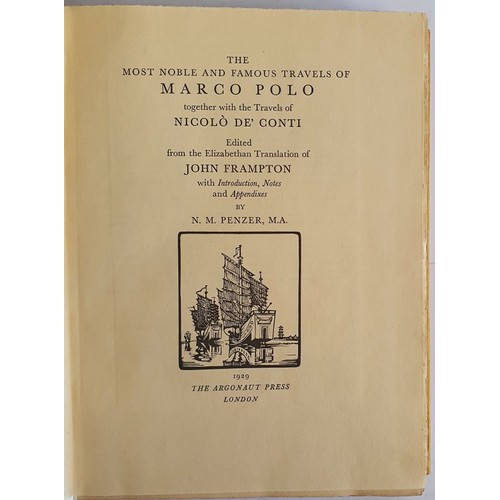 THE
MOST NOBLE AND FAMOUS TRAVELS OF
MARCO POLO
together with the Travels of
NICOLÒ DE' CONTI
Edited
from the Elizabethan Translation of
JOHN FRAMPTON
with Introduction, Notes
and Appendixes
BY
N. M. PENZER, M.A.
1929
THE ARGONAUT PRESS
LONDON